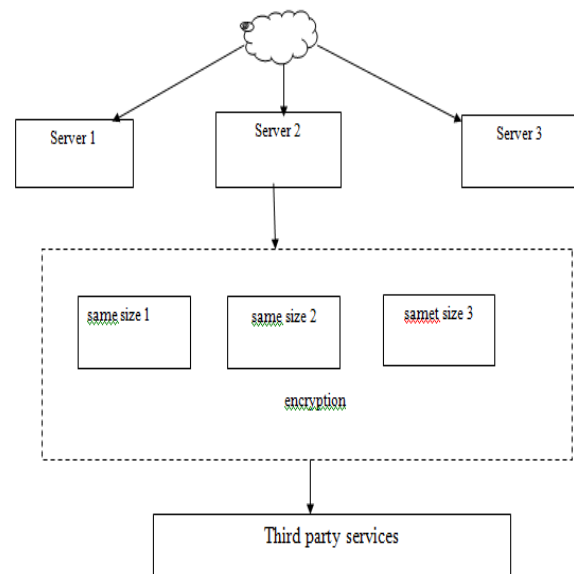 Server 1
Server 2
Server 3
same size 1
same size 2
samet size 3
encryption
Third party services